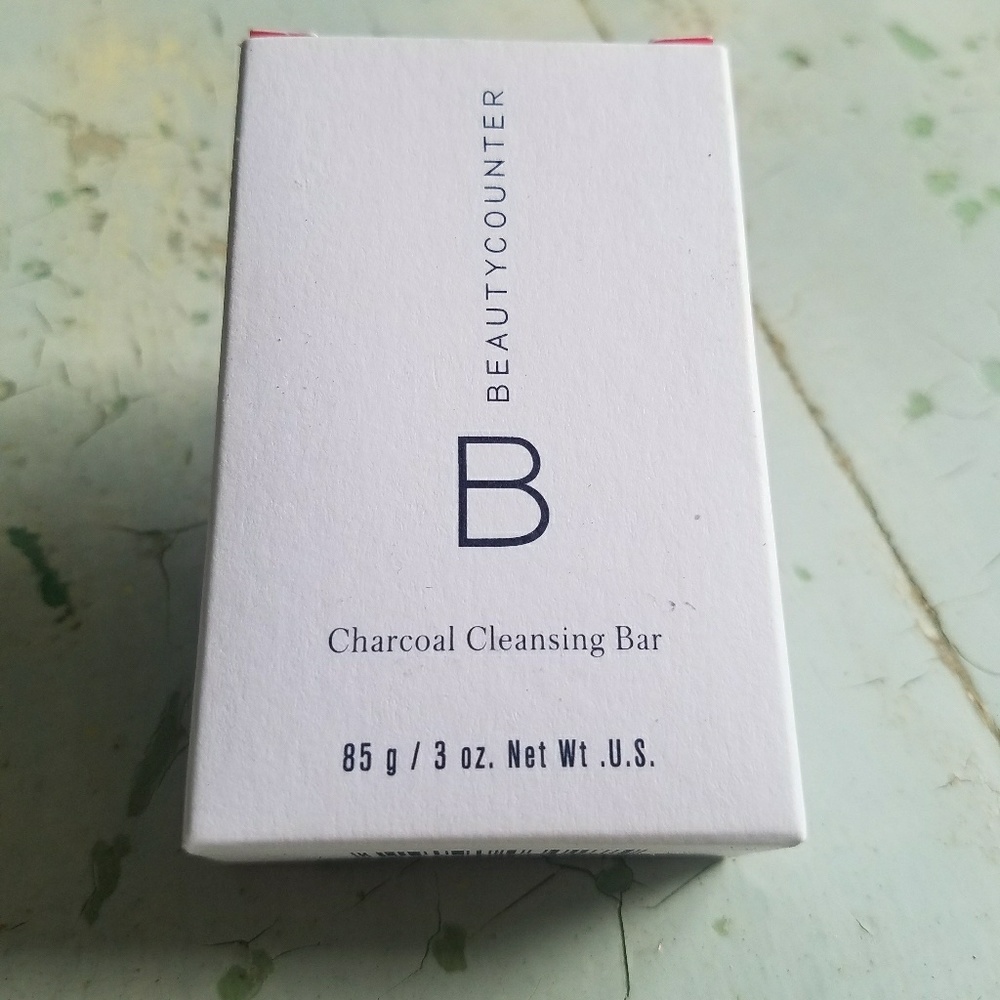 BEAUTYCOUNTER
B
Charcoal Cleansing Bar
85 g / 3 oz. Net Wt .U.S.